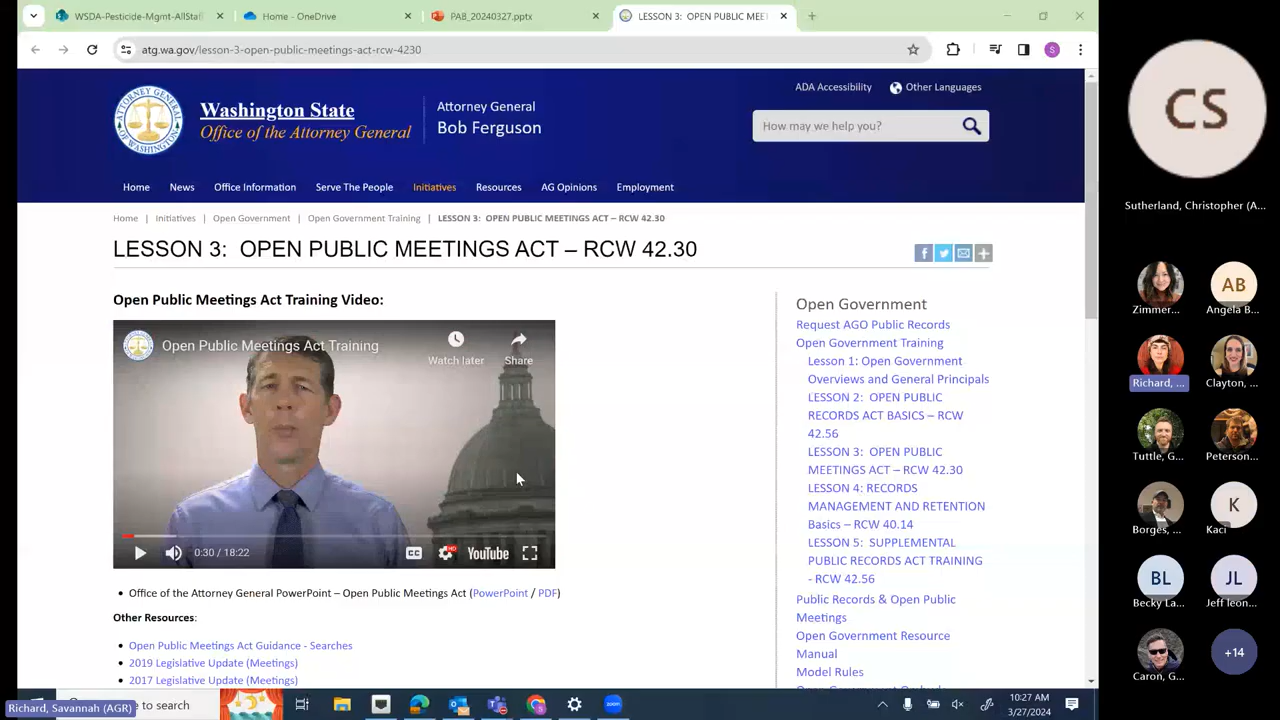 WSDA-Pesticide-Mgmt-AllStaf
Home - OneDrive
PAB_20240327.pptx
LESSON 3: OPEN PUBLIC MEET
atg.wa.gov/lesson-3-open-public-meetings-act-rcw-4230
S
ADA Accessibility
Other Languages
Washington State
Office of the Attorney General
Attorney General
Bob Ferguson
How may we help you?
Home
News
Office Information
Serve The People
Initiatives
Resources
AG Opinions
Employment
Home | Initiatives | Open Government | Open Government Training | LESSON 3: OPEN PUBLIC MEETINGS ACT – RCW 42.30
LESSON 3: OPEN PUBLIC MEETINGS ACT – RCW 42.30
Open Public Meetings Act Training Video:
Open Public Meetings Act Training
Watch later
Share
0:30 / 18:22
CC
HD
YouTube
• Office of the Attorney General PowerPoint – Open Public Meetings Act (PowerPoint / PDF)
Other Resources:
• Open Public Meetings Act Guidance - Searches
• 2019 Legislative Update (Meetings)
• 2017 Legislative Update (Meetings)
Open Government
Request AGO Public Records
Open Government Training
Lesson 1: Open Government
Overviews and General Principals
LESSON 2: OPEN PUBLIC
RECORDS ACT BASICS – RCW
42.56
LESSON 3: OPEN PUBLIC
MEETINGS ACT – RCW 42.30
LESSON 4: RECORDS
MANAGEMENT AND RETENTION
Basics – RCW 40.14
LESSON 5: SUPPLEMENTAL
PUBLIC RECORDS ACT TRAINING
- RCW 42.56
Public Records & Open Public
Meetings
Open Government Resource
Manual
Model Rules
Open Government Ombuds
Richard, Savannah (AGR)
e to search
zoom
10:27 AM
3/27/2024
CS
Sutherland, Christopher (A...
Zimmer...
AB
Angela B...
Richard, ...
Clayton, ...
Tuttle, G...
Peterson...
Borges, ...
K
Kaci
BL
Becky La...
JL
Jeff leon...
Caron, G...
+14